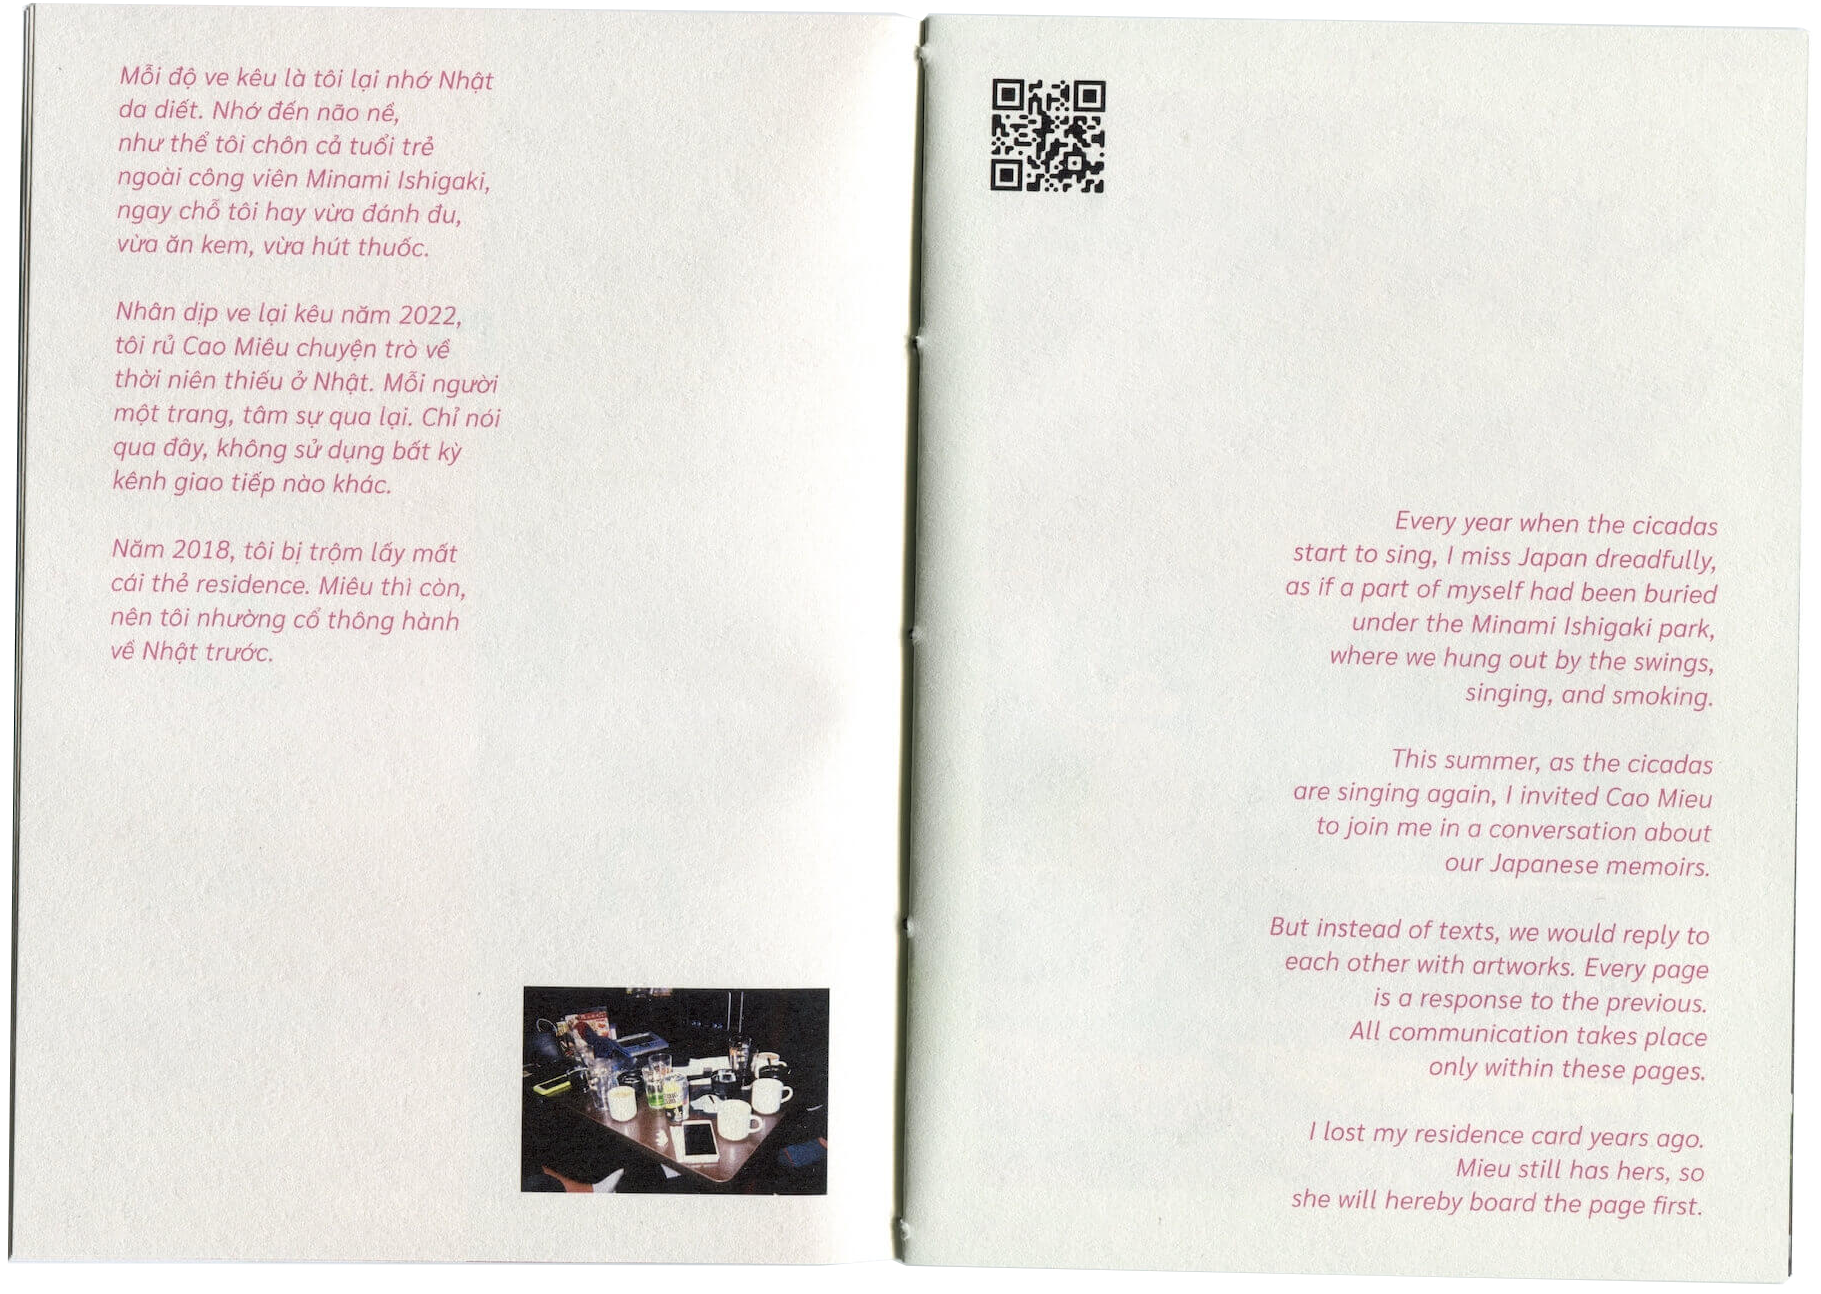 Mỗi độ ve kêu là tôi lại nhớ Nhật
da diết. Nhớ đến não nề,
như thể tôi chôn cả tuổi trẻ
ngoài công viên Minami Ishigaki,
ngay chỗ tôi hay vừa đánh đu,
vừa ăn kem, vừa hút thuốc.
Nhân dịp ve lại kêu năm 2022,
tôi rủ Cao Miêu chuyện trò về
thời niên thiếu ở Nhật. Mỗi người
một trang, tâm sự qua lại. Chỉ nói
qua đây, không sử dụng bất kỳ
kênh giao tiếp nào khác.
Năm 2018, tôi bị trộm lấy mất
cái thẻ residence. Miêu thì còn,
nên tôi nhường cổ thông hành
về Nhật trước.
Every year when the cicadas
start to sing, I miss Japan dreadfully,
as if a part of myself had been buried
under the Minami Ishigaki park,
where we hung out by the swings,
singing, and smoking.
This summer, as the cicadas
are singing again, I invited Cao Mieu
to join me in a conversation about
our Japanese memoirs.
But instead of texts, we would reply to
each other with artworks. Every page
is a response to the previous.
All communication takes place
only within these pages.
I lost my residence card years ago.
Mieu still has hers, so
she will hereby board the page first.